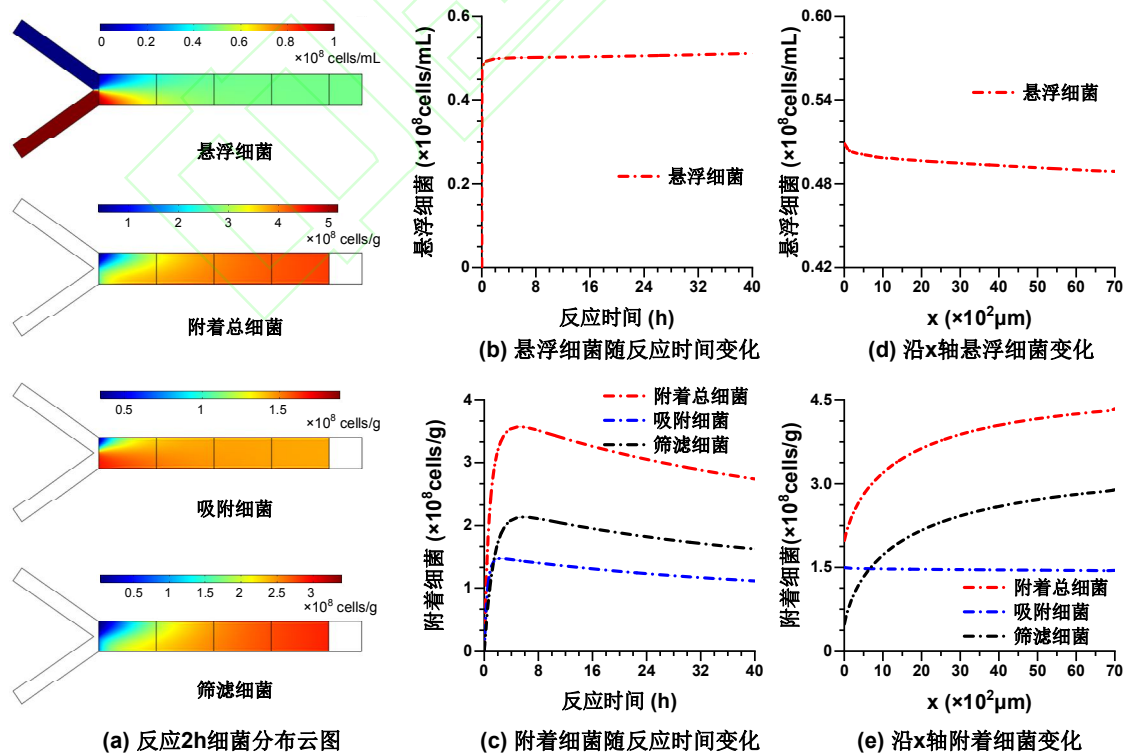 0 0.2 0.4 0.6 0.8 1
×10⁸ cells/mL
悬浮细菌
1 2 3 4 5
×10⁸ cells/g
附着总细菌
0.5 1 1.5
×10⁸ cells/g
吸附细菌
0.5 1 1.5 2 2.5 3
×10⁸ cells/g
筛滤细菌
(a) 反应2h细菌分布云图
悬浮细菌 (×10⁸cells/mL)
0.6
0.4
0.2
0
悬浮细菌
0 8 16 24 32 40
反应时间 (h)
(b) 悬浮细菌随反应时间变化
悬浮细菌 (×10⁸cells/mL)
0.60
0.54
0.48
0.42
悬浮细菌
0 10 20 30 40 50 60 70
x (×10²μm)
(d) 沿x轴悬浮细菌变化
附着细菌 (×10⁸cells/g)
4
3
2
1
0
附着总细菌
吸附细菌
筛滤细菌
0 8 16 24 32 40
反应时间 (h)
(c) 附着细菌随反应时间变化
附着细菌(×10⁸cells/g)
4.5
3.0
1.5
0
附着总细菌
吸附细菌
筛滤细菌
0 10 20 30 40 50 60 70
x (×10²μm)
(e) 沿x轴附着细菌变化